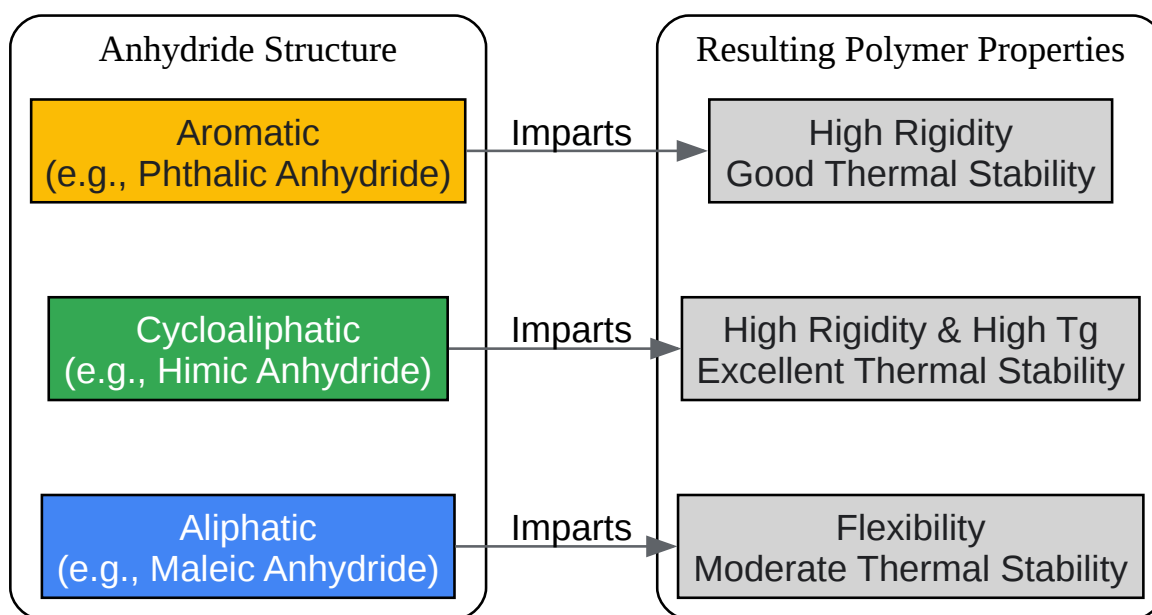 Anhydride Structure
Resulting Polymer Properties
Aromatic
(e.g., Phthalic Anhydride)
Imparts
High Rigidity
Good Thermal Stability
Cycloaliphatic
(e.g., Himic Anhydride)
Imparts
High Rigidity & High Tg
Excellent Thermal Stability
Aliphatic
(e.g., Maleic Anhydride)
Imparts
Flexibility
Moderate Thermal Stability